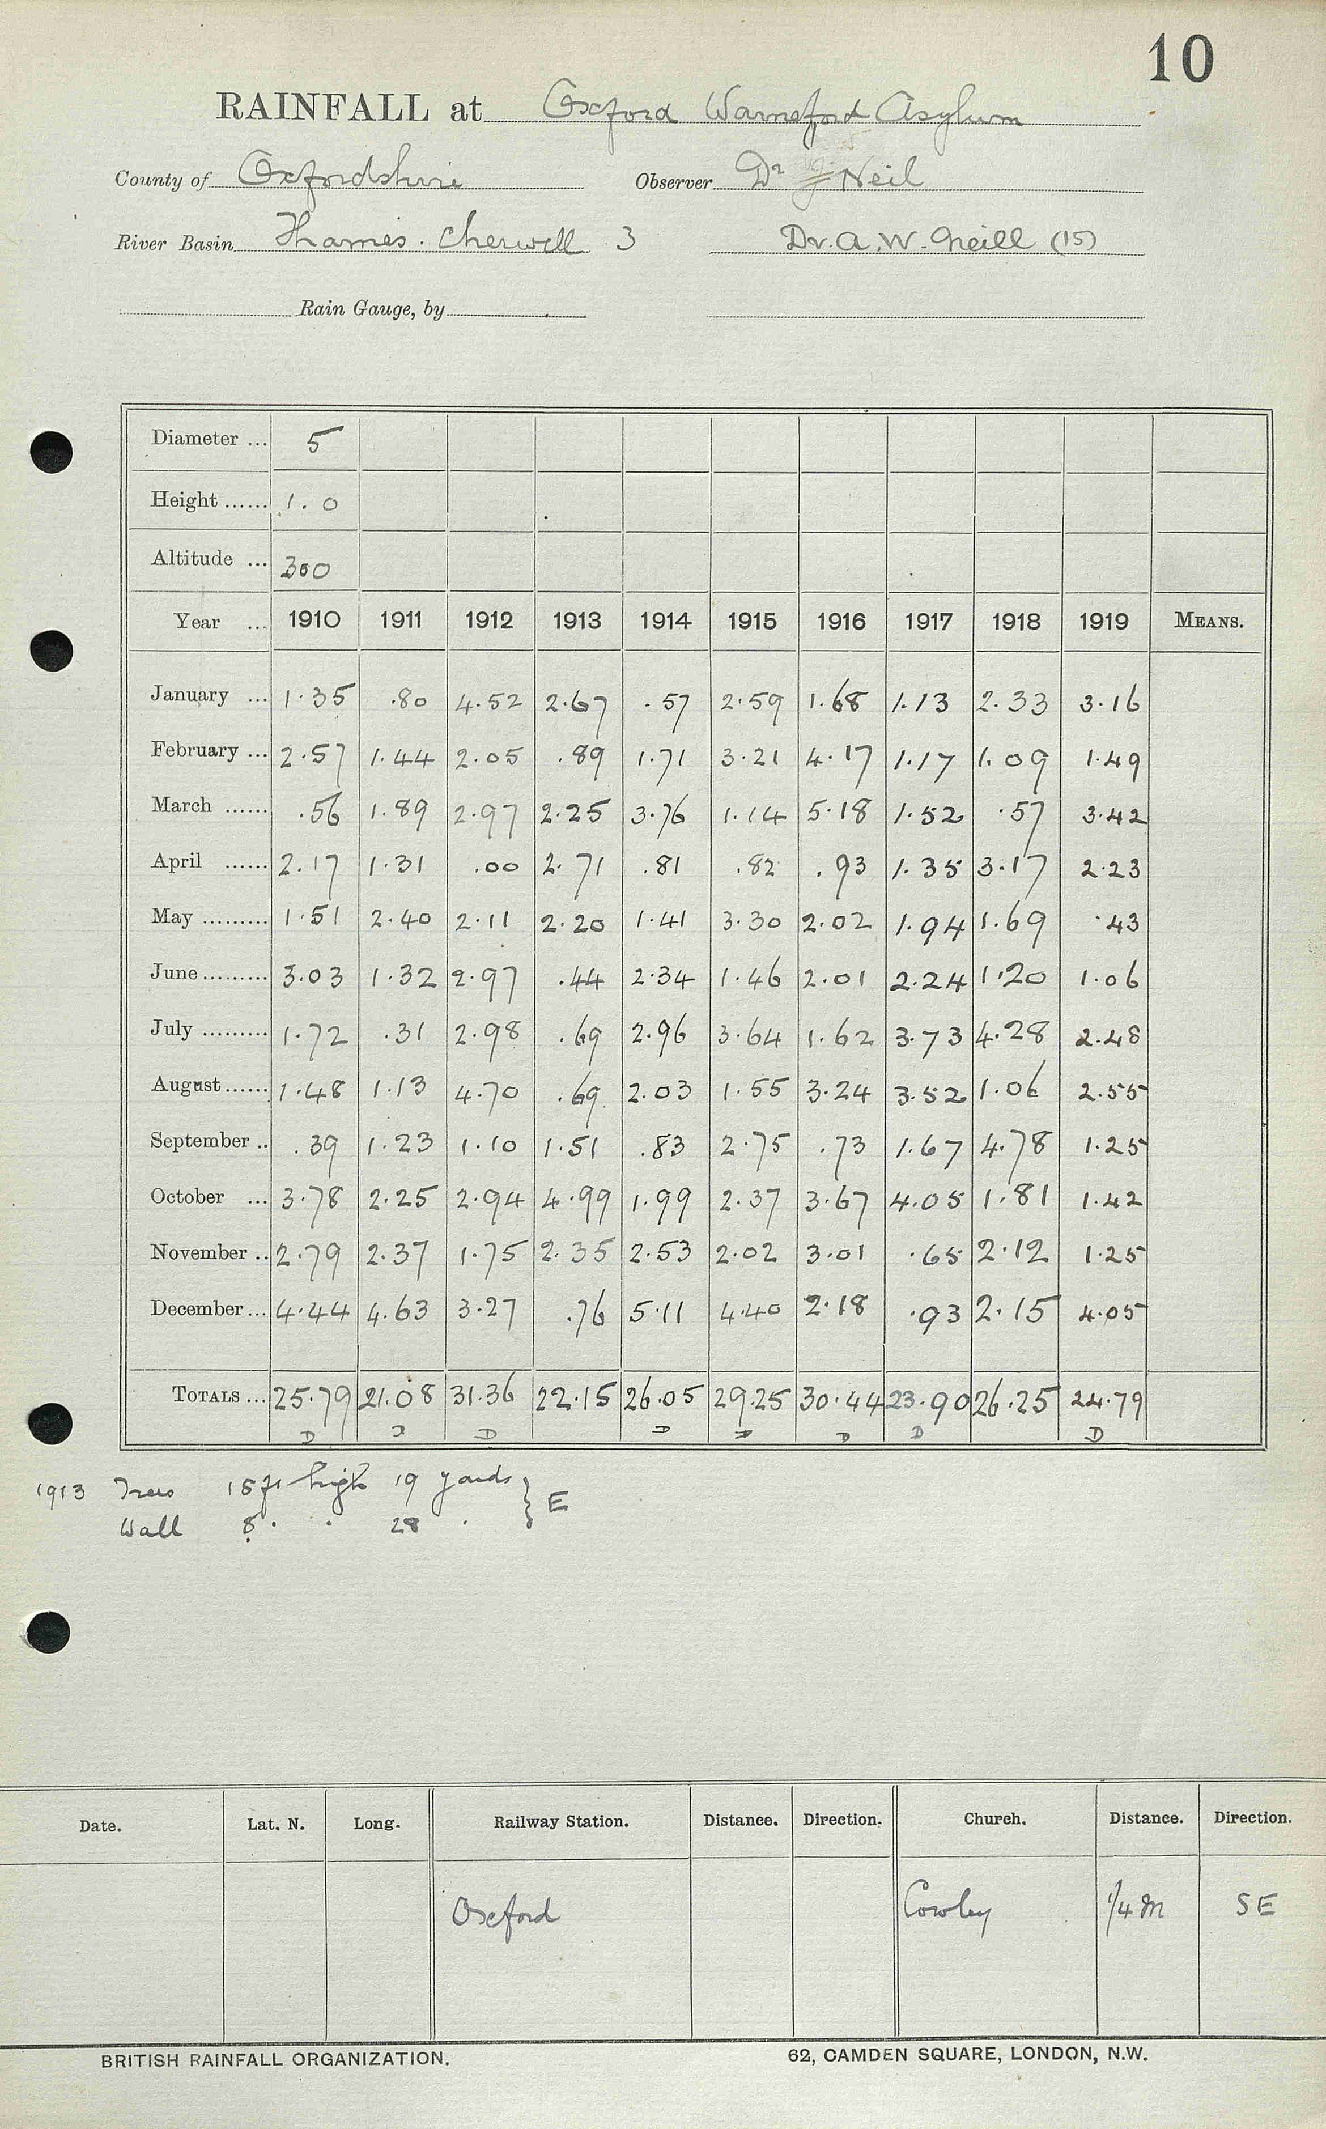 10
RAINFALL at Oxford Warneford Asylum
County of Oxfordshire Observer Dr Neil
River Basin Thames. Cherwell 3 Dr. A. W. Neill (15)
Rain Gauge, by
Diameter ... 5
Height ...... 1.0
Altitude ... 300
Year ... 1910 1911 1912 1913 1914 1915 1916 1917 1918 1919 MEANS.
January ... 1.35 .80 4.52 2.67 .57 2.59 1.68 1.13 2.33 3.16
February ... 2.57 1.44 2.05 .89 1.71 3.21 4.17 1.17 1.09 1.49
March ...... .56 1.89 2.97 2.25 3.76 1.14 5.18 1.52 .57 3.42
April ...... 2.17 1.31 .00 2.71 .81 .82 .93 1.35 3.17 2.23
May ......... 1.51 2.40 2.11 2.20 1.41 3.30 2.02 1.94 1.69 .43
June ......... 3.03 1.32 2.97 .44 2.34 1.46 2.01 2.24 1.20 1.06
July ......... 1.72 .31 2.98 .69 2.96 3.64 1.62 3.73 4.28 2.48
August ...... 1.48 1.13 4.70 .69 2.03 1.55 3.24 3.52 1.06 2.55
September .. .39 1.23 1.10 1.51 .83 2.75 .73 1.67 4.78 1.25
October ... 3.78 2.25 2.94 4.99 1.99 2.37 3.67 4.05 1.81 1.42
November .. 2.79 2.37 1.75 2.35 2.53 2.02 3.01 .65 2.12 1.25
December ... 4.44 4.63 3.27 .76 5.11 4.40 2.18 .93 2.15 4.05
TOTALS ... 25.79 21.08 31.36 22.15 26.05 29.25 30.44 23.90 26.25 24.79
D D D D D D D D
1913 Trees 15 ft high 19 yards } E
Wall 8 . . 28 .
Date. Lat. N. Long. Railway Station. Distance. Direction. Church. Distance. Direction.
Oxford Cowley 1/4 M SE
BRITISH RAINFALL ORGANIZATION. 62, CAMDEN SQUARE, LONDON, N.W.